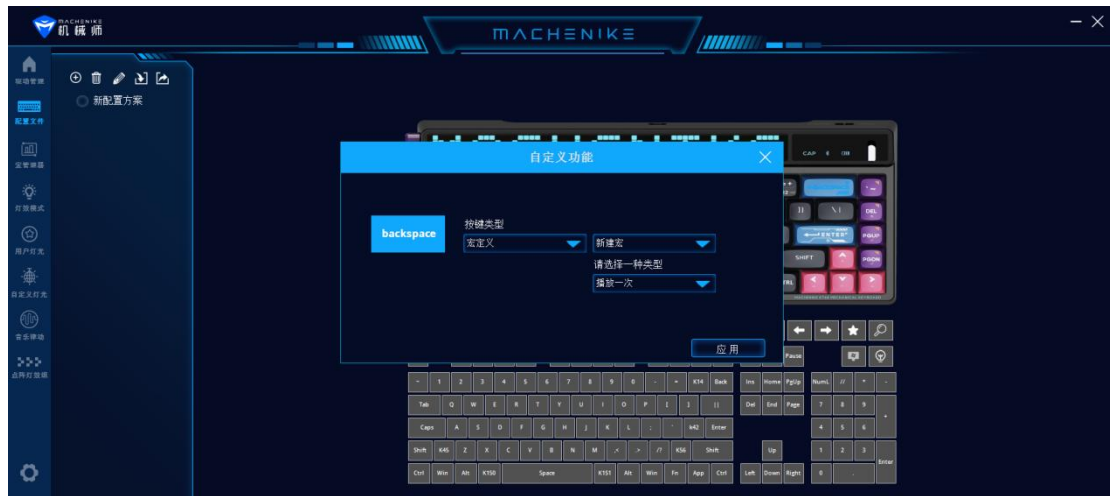 MACHENIKE
机械师
MACHENIKE
驱动管理
配置文件
宏管理器
灯效模式
用户灯光
自定义灯光
音乐律动
新配置方案
自定义功能
backspace
按键类型
宏定义
新建宏
请选择一种类型
播放一次
应用
CAP
DEL
PGUP
ENTER
SHIFT
PGDN
Pause
~ 1 2 3 4 5 6 7 8 9 0 - = K14 Back Ins Home PgUp NumL // * -
Tab Q W E R T Y U I O P [ ] || Del End Page 7 8 9 +
Caps A S D F G H J K L ; ' k42 Enter 4 5 6
Shift K45 Z X C V B N M .< .> /? K56 Shift Up 1 2 3 Enter
Ctrl Win Alt K150 Space K151 Alt Win Fn App Ctrl Left Down Right 0 .